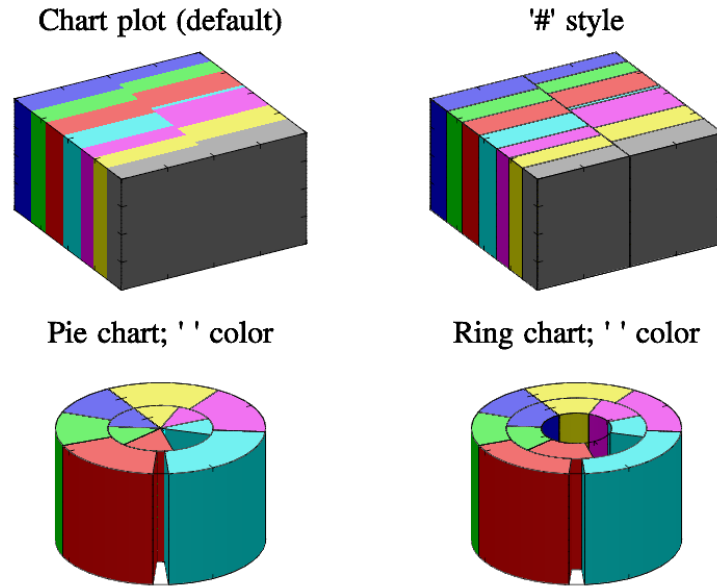 Chart plot (default)
'#' style
Pie chart; ' ' color
Ring chart; ' ' color